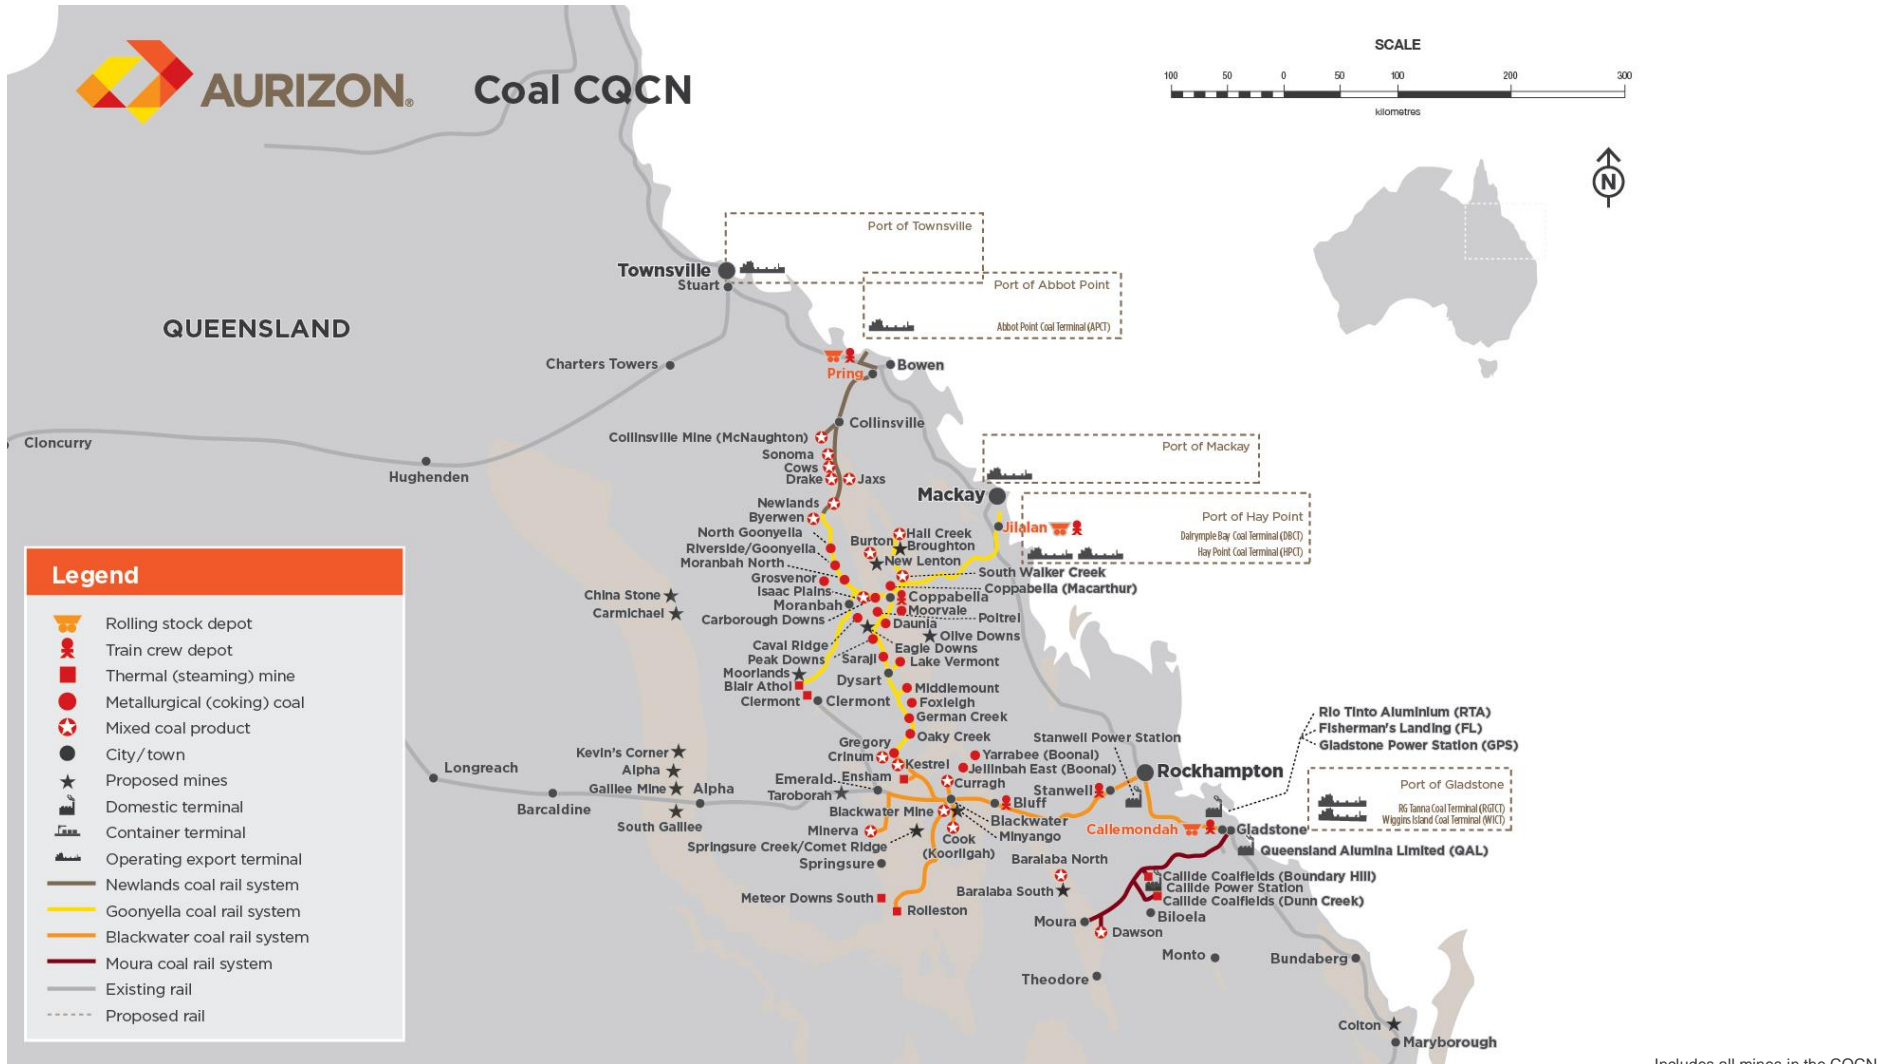 AURIZON®
Coal CQCN
SCALE
100 50 0 50 100 200 300
kilometres
N
Port of Townsville
Townsville
Stuart
Port of Abbot Point
Abbot Point Coal Terminal (APCT)
QUEENSLAND
Charters Towers
Bowen
Pring
Collinsville
Collinsville Mine (McNaughton)
Cloncurry
Sonoma
Cows
Drake
Jaxs
Hughenden
Port of Mackay
Mackay
Newlands
Byerwen
Port of Hay Point
Jilalan
Dalrymple Bay Coal Terminal (DBCT)
Hay Point Coal Terminal (HPCT)
North Goonyella
Hall Creek
Burton
Broughton
Riverside/Goonyella
Moranbah North
New Lenton
Grosvenor
South Walker Creek
Isaac Plains
Coppabella (Macarthur)
China Stone
Coppabella
Moranbah
Carmichael
Moorvale
Carborough Downs
Poitrel
Daunia
Olive Downs
Caval Ridge
Eagle Downs
Peak Downs
Saraji
Lake Vermont
Moorlands
Dysart
Blair Athol
Middlemount
Clermont
Clermont
Foxleigh
German Creek
Oaky Creek
Stanwell Power Station
Gregory
Crinum
Yarrabee (Boonal)
Kestrel
Jellinbah East (Boonal)
Rockhampton
Kevin's Corner
Alpha
Emerald
Ensham
Curragh
Galilee Mine
Alpha
Taroborah
Stanwell
Bluff
South Galilee
Blackwater Mine
Blackwater
Callemondah
Gladstone
Minerva
Minyango
Cook
(Koorilgah)
Springsure Creek/Comet Ridge
Springsure
Baralaba North
Baralaba South
Meteor Downs South
Rolleston
Longreach
Barcaldine
Rio Tinto Aluminium (RTA)
Fisherman's Landing (FL)
Gladstone Power Station (GPS)
Port of Gladstone
RG Tanna Coal Terminal (RGTCT)
Wiggins Island Coal Terminal (WICT)
Queensland Alumina Limited (QAL)
Callide Coalfields (Boundary Hill)
Callide Power Station
Callide Coalfields (Dunn Creek)
Biloela
Moura
Dawson
Monto
Bundaberg
Theodore
Colton
Maryborough
Legend
Rolling stock depot
Train crew depot
Thermal (steaming) mine
Metallurgical (coking) coal
Mixed coal product
City/town
Proposed mines
Domestic terminal
Container terminal
Operating export terminal
Newlands coal rail system
Goonyella coal rail system
Blackwater coal rail system
Moura coal rail system
Existing rail
Proposed rail
Includes all mines in the CQCN